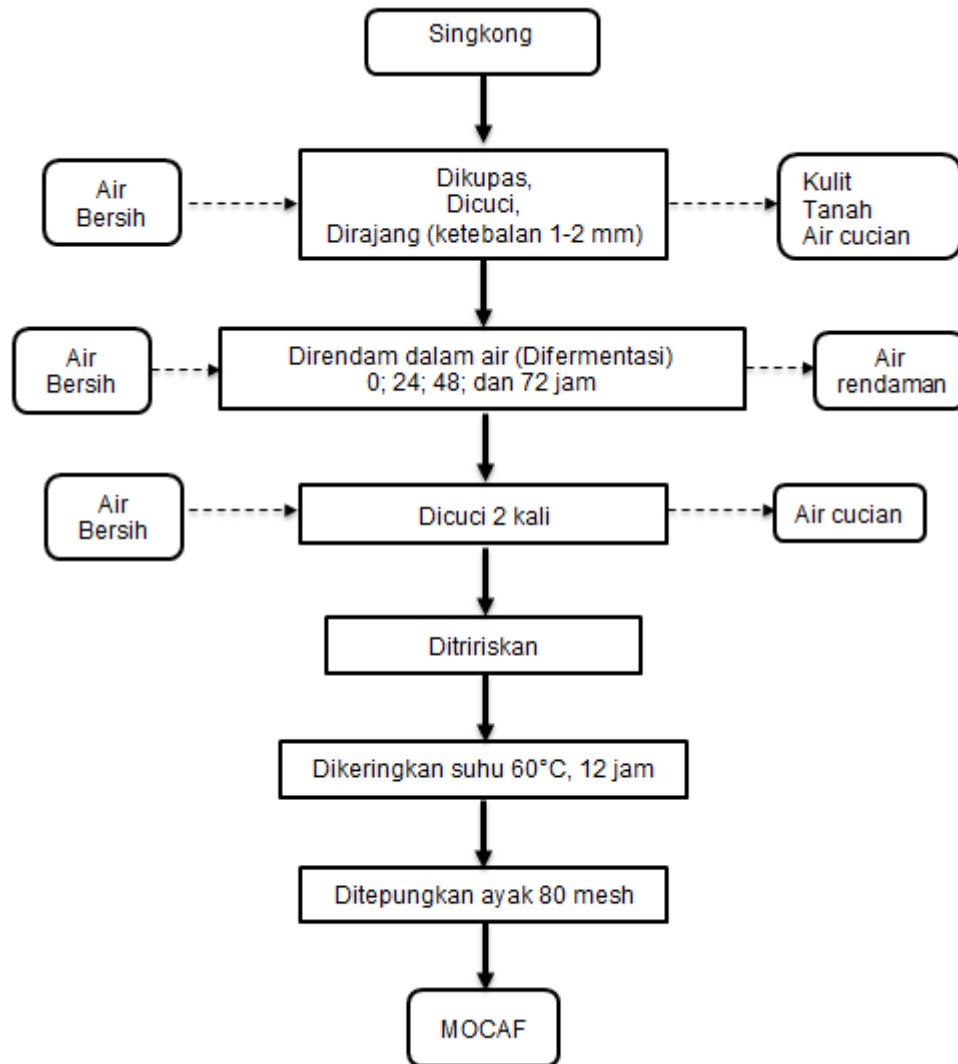 Singkong
Air
Bersih
Dikupas,
Dicuci,
Dirajang (ketebalan 1-2 mm)
Kulit
Tanah
Air cucian
Air
Bersih
Direndam dalam air (Difermentasi)
0; 24; 48; dan 72 jam
Air
rendaman
Air
Bersih
Dicuci 2 kali
Air cucian
Ditririskan
Dikeringkan suhu 60°C, 12 jam
Ditepungkan ayak 80 mesh
MOCAF